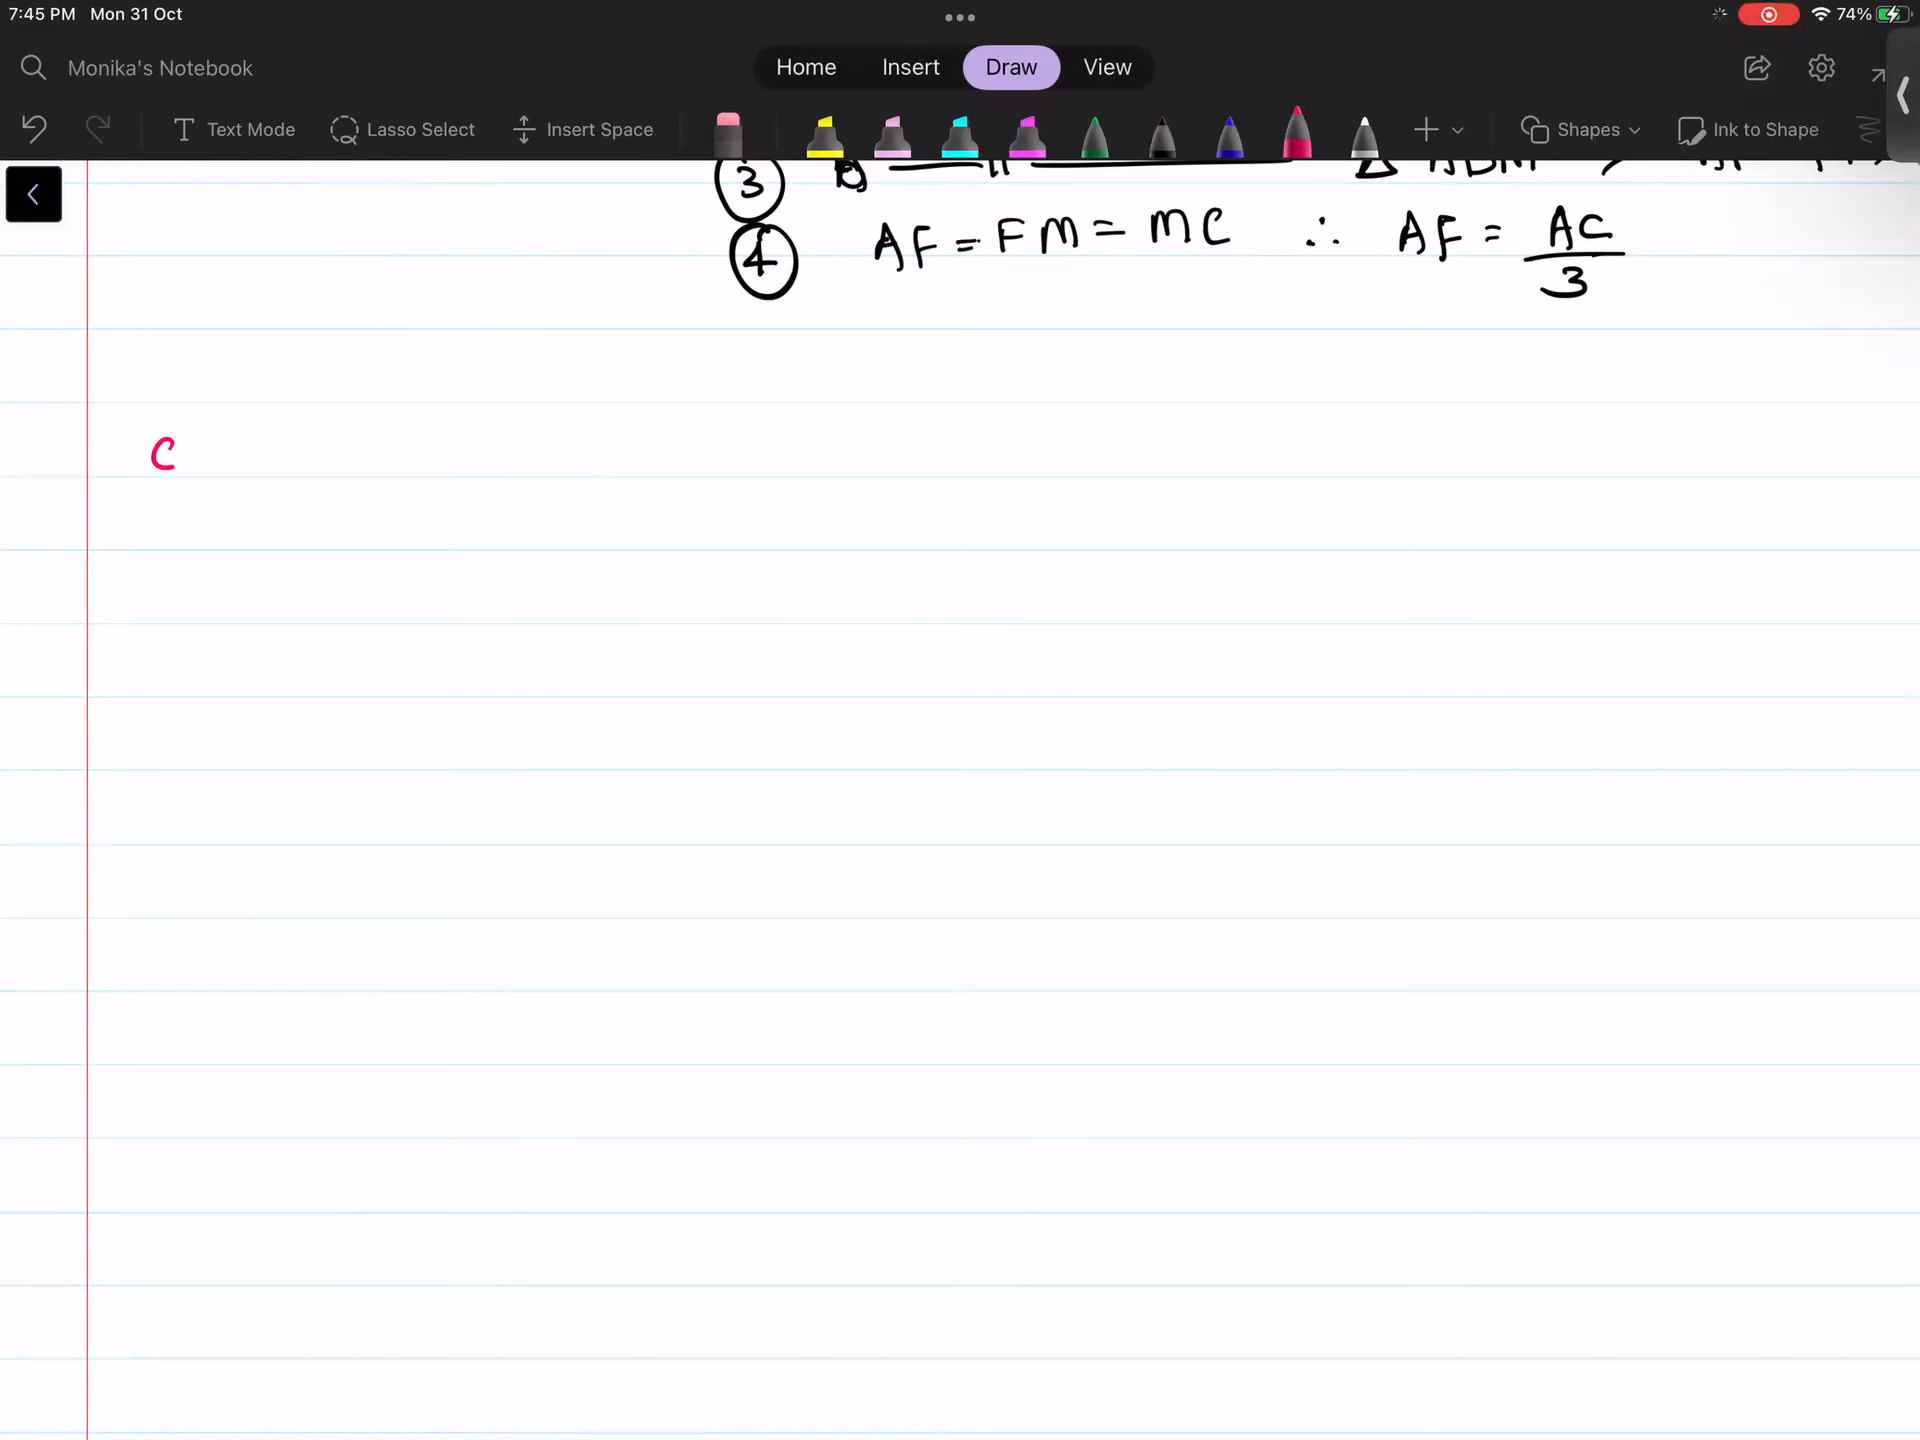 7:45 PM Mon 31 Oct
74%
Monika's Notebook
Home Insert Draw View
Text Mode Lasso Select Insert Space Shapes Ink to Shape
3
4 AF = FM = MC ∴ AF = AC/3
C